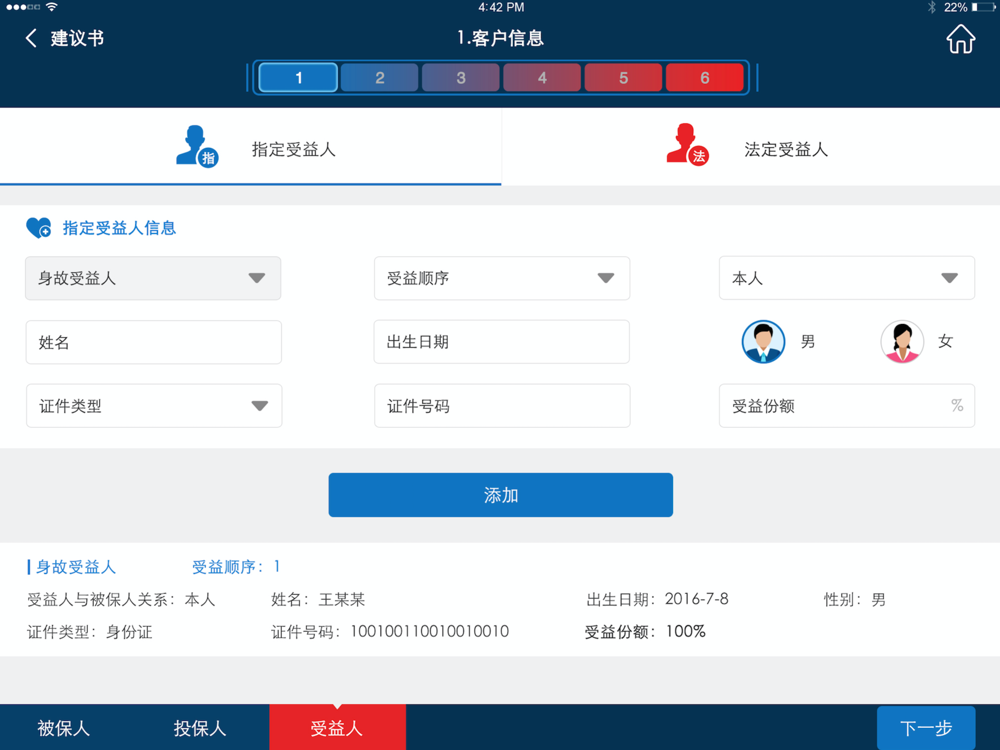 4:42 PM
22%
建议书
1.客户信息
1 2 3 4 5 6
指 指定受益人
法 法定受益人
指定受益人信息
身故受益人 受益顺序 本人
姓名 出生日期 男 女
证件类型 证件号码 受益份额 %
添加
身故受益人 受益顺序： 1
受益人与被保人关系： 本人 姓名： 王某某 出生日期： 2016-7-8 性别： 男
证件类型： 身份证 证件号码： 100100110010010010 受益份额： 100%
被保人 投保人 受益人 下一步